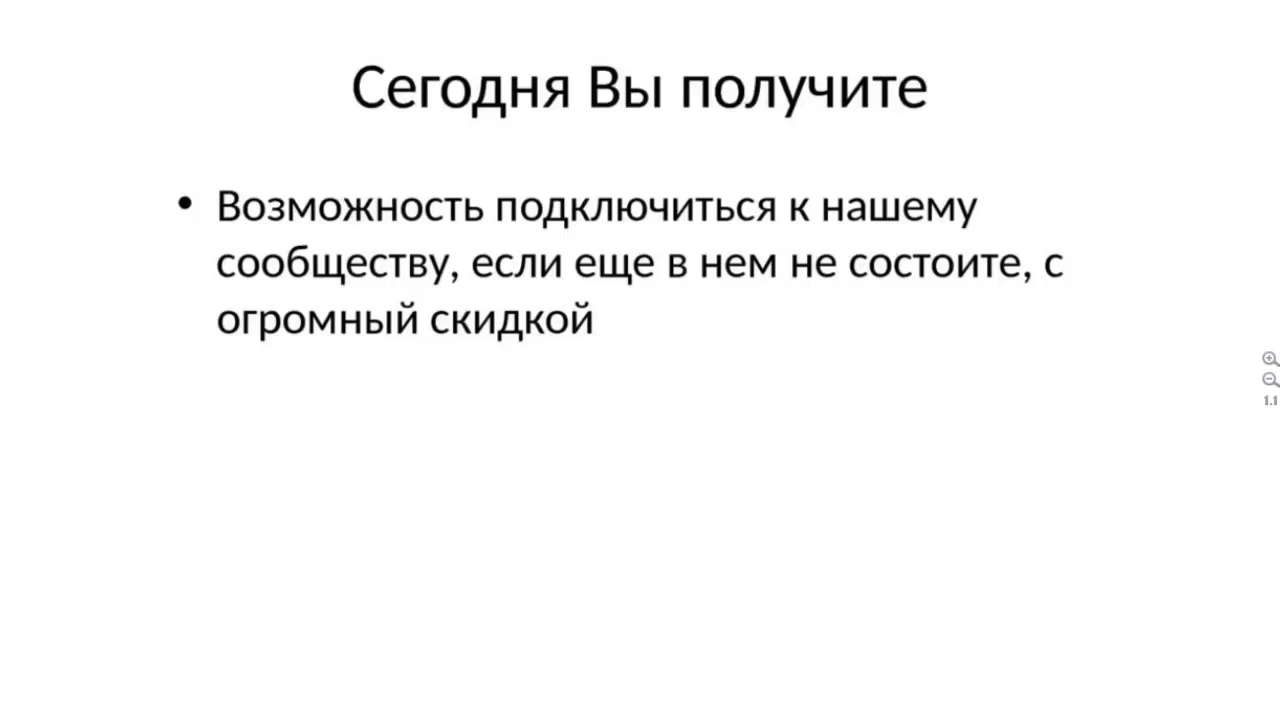 Сегодня Вы получите
• Возможность подключиться к нашему
сообществу, если еще в нем не состоите, с
огромный скидкой
1.1